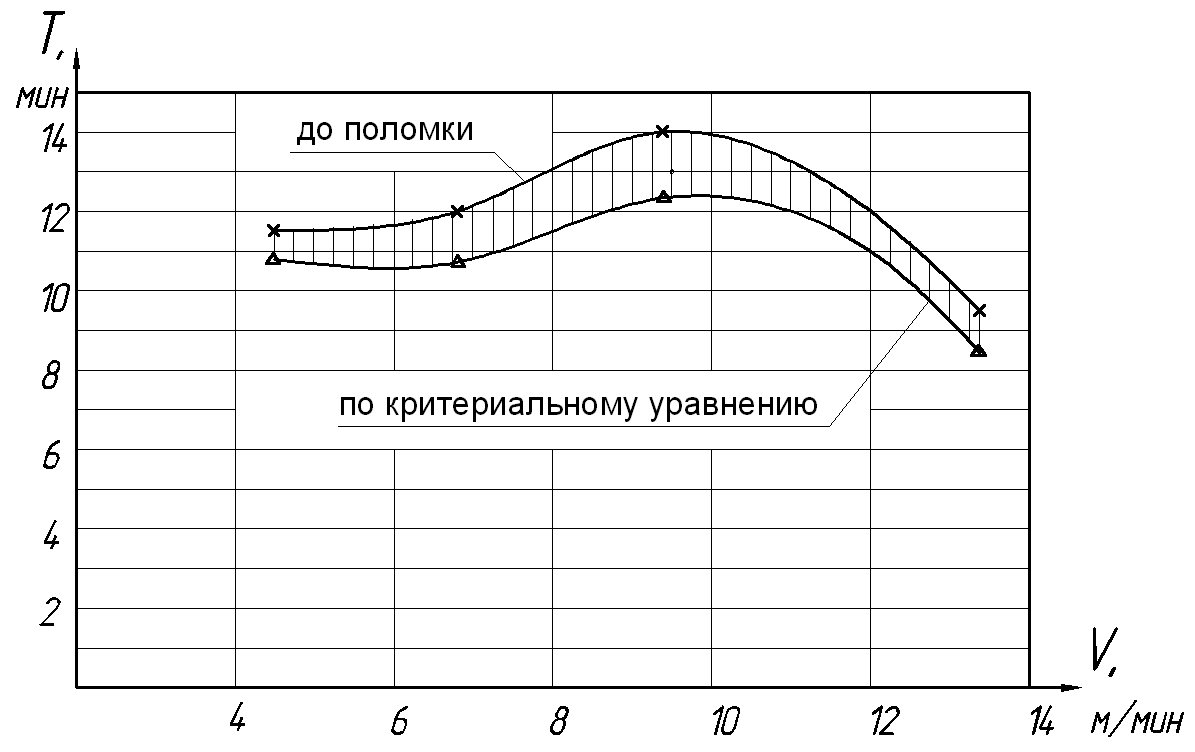 T,
мин
14
12
10
8
6
4
2
до поломки
по критериальному уравнению
4 6 8 10 12 14
V,
м/мин